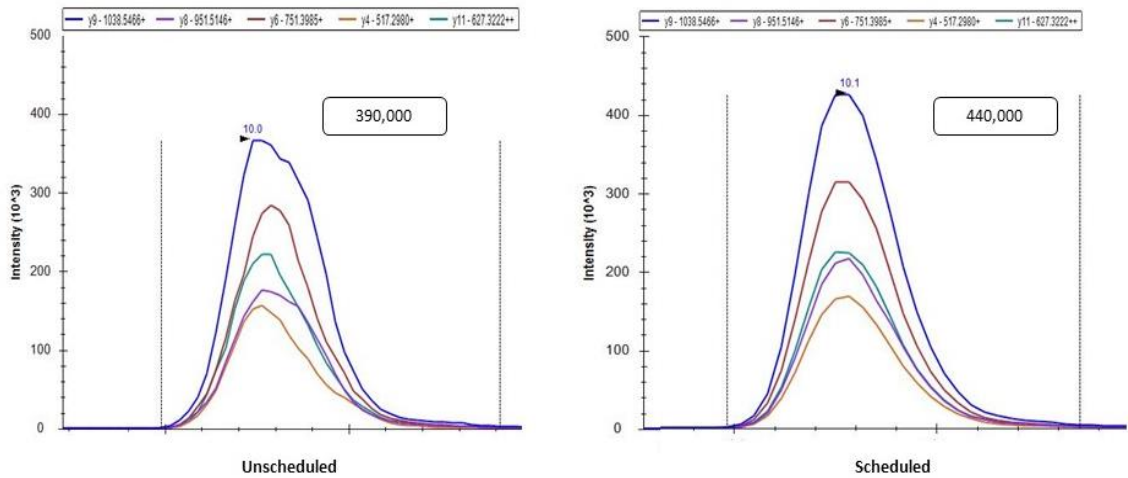 y9 - 1038.5466+ y8 - 951.5146+ y6 - 751.3985+ y4 - 517.2980+ y11 - 627.3222++
500
400
300
200
100
0
Intensity (10^3)
10.0
390,000
Unscheduled
y9 - 1038.5466+ y8 - 951.5146+ y6 - 751.3985+ y4 - 517.2980+ y11 - 627.3222++
500
400
300
200
100
0
Intensity (10^3)
10.1
440,000
Scheduled